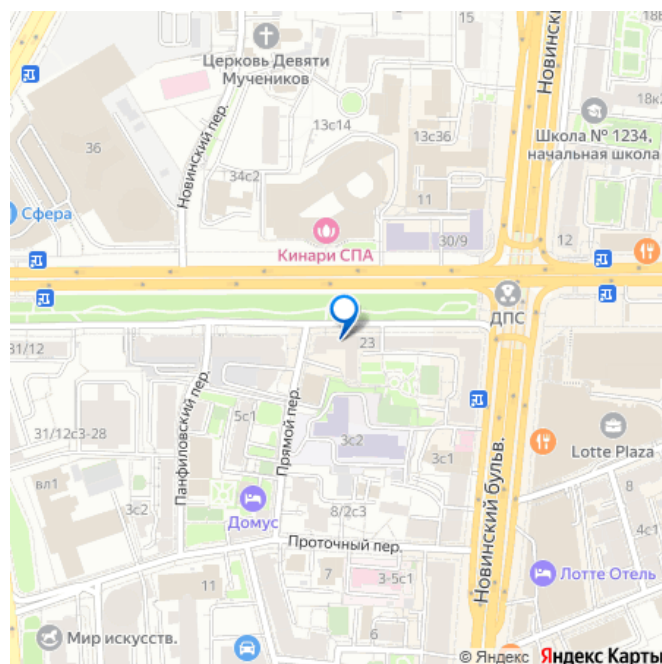 15
Церковь Девяти
Мучеников
Новинский
18к2
Новинский пер.
13с14
13с36
Школа № 1234,
начальная школа
36
34с2
11
Сфера
30/9
12
Кинари СПА
ДПС
31/12
23
Панфиловский пер.
Прямой пер.
5с1
31/12с3-28
3с2
3с1
Lotte Plaza
Новинский бульв.
вл1
3с2
8
Домус
8/2с3
4с1
Проточный пер.
11
7
3-5с1
Лотте Отель
Мир искусств.
6
© Яндекс Яндекс Карты